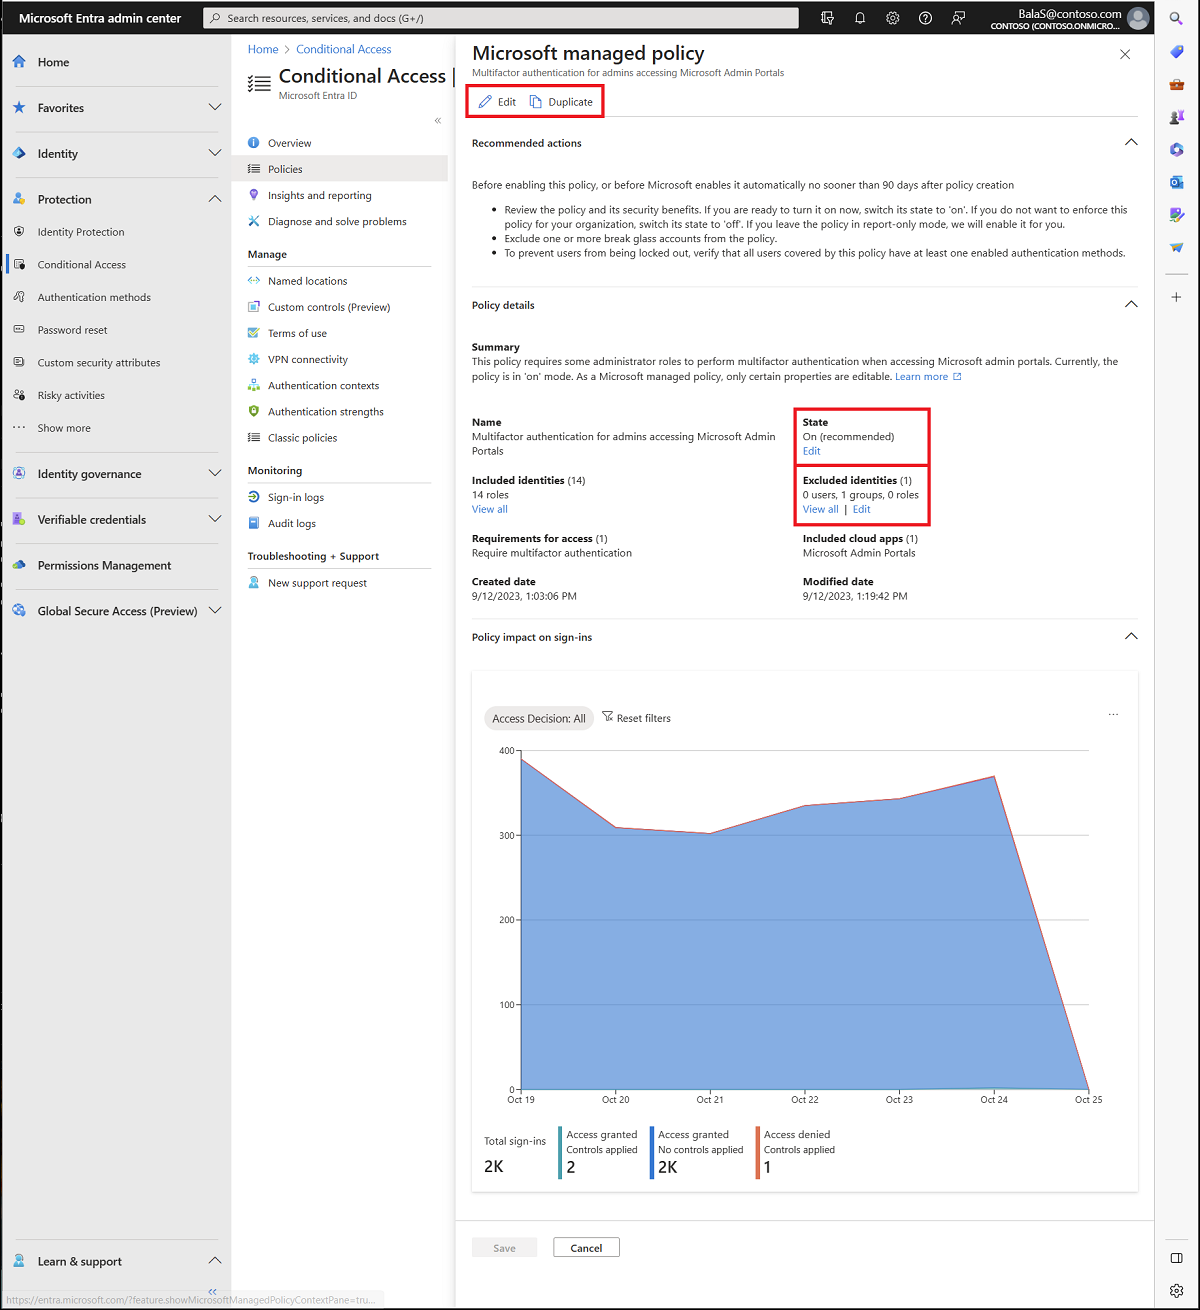 Microsoft Entra admin center
Search resources, services, and docs (G+/)
BalaS@contoso.com
CONTOSO (CONTOSO.ONMICRO...
Home
Favorites
Identity
Protection
Identity Protection
Conditional Access
Authentication methods
Password reset
Custom security attributes
Risky activities
Show more
Identity governance
Verifiable credentials
Permissions Management
Global Secure Access (Preview)
Learn & support
https://entra.microsoft.com/?feature.showMicrosoftManagedPolicyContextPane=tru...
Home > Conditional Access
Conditional Access
Microsoft Entra ID
Overview
Policies
Insights and reporting
Diagnose and solve problems
Manage
Named locations
Custom controls (Preview)
Terms of use
VPN connectivity
Authentication contexts
Authentication strengths
Classic policies
Monitoring
Sign-in logs
Audit logs
Troubleshooting + Support
New support request
Microsoft managed policy
Multifactor authentication for admins accessing Microsoft Admin Portals
Edit Duplicate
Recommended actions
Before enabling this policy, or before Microsoft enables it automatically no sooner than 90 days after policy creation
• Review the policy and its security benefits. If you are ready to turn it on now, switch its state to 'on'. If you do not want to enforce this
policy for your organization, switch its state to 'off'. If you leave the policy in report-only mode, we will enable it for you.
• Exclude one or more break glass accounts from the policy.
• To prevent users from being locked out, verify that all users covered by this policy have at least one enabled authentication methods.
Policy details
Summary
This policy requires some administrator roles to perform multifactor authentication when accessing Microsoft admin portals. Currently, the
policy is in 'on' mode. As a Microsoft managed policy, only certain properties are editable. Learn more
Name
Multifactor authentication for admins accessing Microsoft Admin
Portals
State
On (recommended)
Edit
Included identities (14)
14 roles
View all
Excluded identities (1)
0 users, 1 groups, 0 roles
View all | Edit
Requirements for access (1)
Require multifactor authentication
Included cloud apps (1)
Microsoft Admin Portals
Created date
9/12/2023, 1:03:06 PM
Modified date
9/12/2023, 1:19:42 PM
Policy impact on sign-ins
Access Decision: All
Reset filters
400
300
200
100
0
Oct 19 Oct 20 Oct 21 Oct 22 Oct 23 Oct 24 Oct 25
Total sign-ins
2K
Access granted
Controls applied
2
Access granted
No controls applied
2K
Access denied
Controls applied
1
Save
Cancel